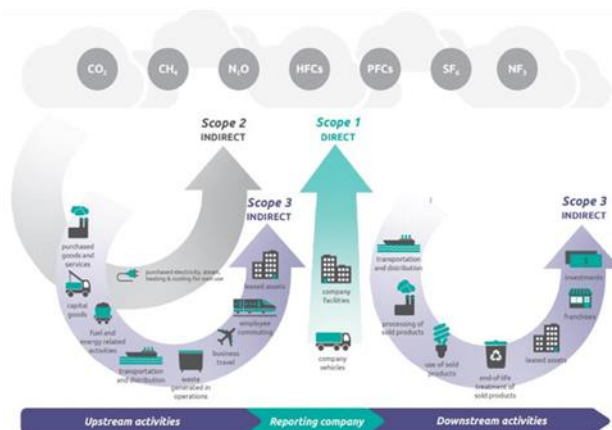 CO₂
CH₄
N₂O
HFCs
PFCs
SF₆
NF₃
Scope 2
INDIRECT
Scope 1
DIRECT
Scope 3
INDIRECT
Scope 3
INDIRECT
purchased
goods and
services
capital
goods
fuel and
energy related
activities
transportation
and distribution
waste
generated in
operations
business
travel
employee
commuting
leased assets
purchased electricity, steam,
heating & cooling for own use
company
facilities
company
vehicles
transportation
and distribution
processing of
sold products
use of sold
products
end-of-life
treatment of
sold products
leased assets
franchises
investments
Upstream activities
Reporting company
Downstream activities